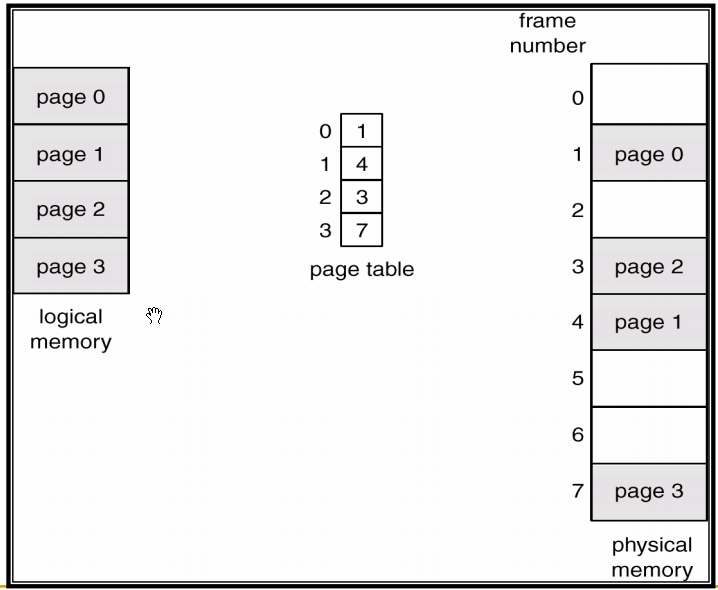 frame
number
page 0
page 1
page 2
page 3
logical
memory
0 1
1 4
2 3
3 7
page table
0
1 page 0
2
3 page 2
4 page 1
5
6
7 page 3
physical
memory